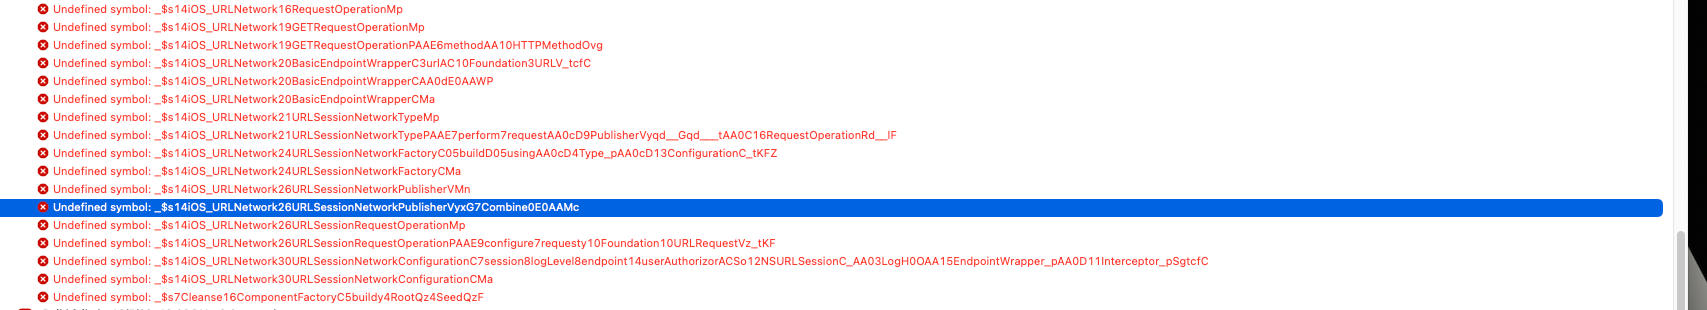 Undefined symbol: _$s14iOS_URLNetwork16RequestOperationMp
Undefined symbol: _$s14iOS_URLNetwork19GETRequestOperationMp
Undefined symbol: _$s14iOS_URLNetwork19GETRequestOperationPAAE6methodAA10HTTPMethodOvg
Undefined symbol: _$s14iOS_URLNetwork20BasicEndpointWrapperC3urlAC10Foundation3URLV_tcfC
Undefined symbol: _$s14iOS_URLNetwork20BasicEndpointWrapperCAA0dE0AAWP
Undefined symbol: _$s14iOS_URLNetwork20BasicEndpointWrapperCMa
Undefined symbol: _$s14iOS_URLNetwork21URLSessionNetworkTypeMp
Undefined symbol: _$s14iOS_URLNetwork21URLSessionNetworkTypePAAE7perform7requestAA0cD9PublisherVyqd__Gqd___tAA0C16RequestOperationRd__lF
Undefined symbol: _$s14iOS_URLNetwork24URLSessionNetworkFactoryC05buildD05usingAA0cD4Type_pAA0cD13ConfigurationC_tKFZ
Undefined symbol: _$s14iOS_URLNetwork24URLSessionNetworkFactoryCMa
Undefined symbol: _$s14iOS_URLNetwork26URLSessionNetworkPublisherVMn
Undefined symbol: _$s14iOS_URLNetwork26URLSessionNetworkPublisherVyxG7Combine0E0AAMc
Undefined symbol: _$s14iOS_URLNetwork26URLSessionRequestOperationMp
Undefined symbol: _$s14iOS_URLNetwork26URLSessionRequestOperationPAAE9configure7requesty10Foundation10URLRequestVz_tKF
Undefined symbol: _$s14iOS_URLNetwork30URLSessionNetworkConfigurationC7session8logLevel8endpoint14userAuthorizorACSo12NSURLSessionC_AA03LogH0OAA15EndpointWrapper_pAA0D11Interceptor_pSgtcfC
Undefined symbol: _$s14iOS_URLNetwork30URLSessionNetworkConfigurationCMa
Undefined symbol: _$s7Cleanse16ComponentFactoryC5buildy4RootQz4SeedQzF